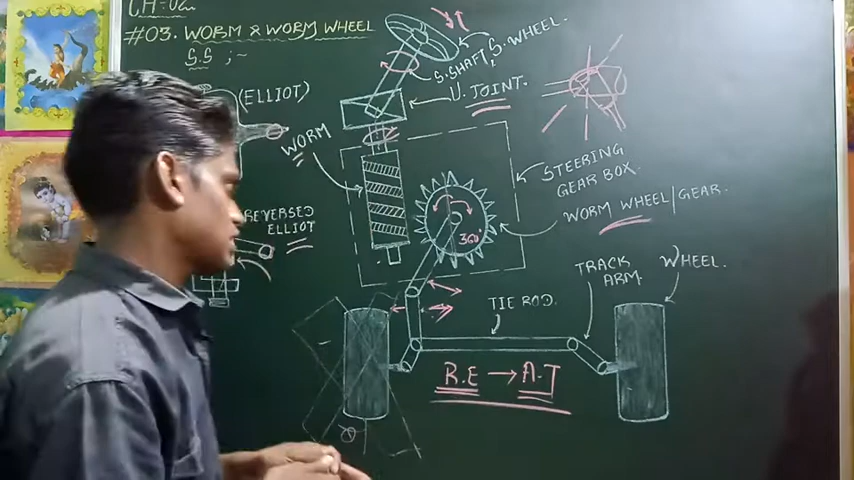 CH=02
#03. WORM & WORM WHEEL
S.S ;~
(ELLIOT)
REVERSED
ELLIOT
WORM
S. SHAFT,
S. WHEEL.
U. JOINT.
STEERING
GEAR BOX.
WORM WHEEL/GEAR.
360°
TIE ROD.
TRACK
ARM.
WHEEL.
R.E → A.T